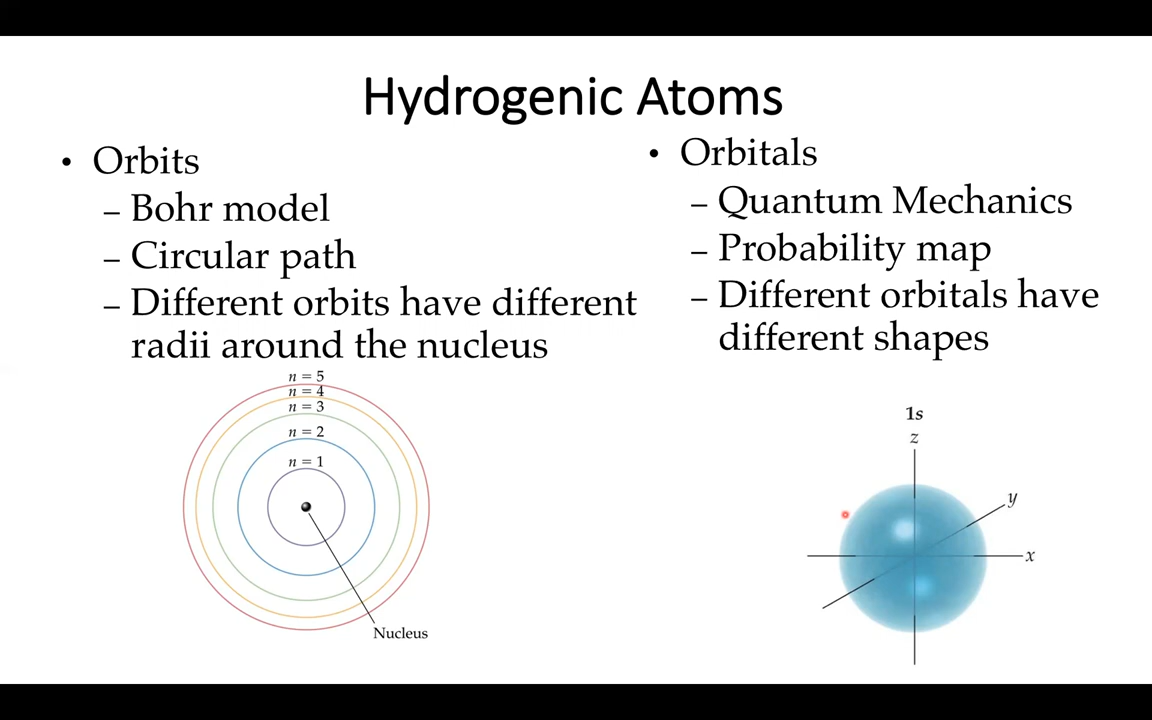 Hydrogenic Atoms
• Orbits
– Bohr model
– Circular path
– Different orbits have different
radii around the nucleus
n = 5
n = 4
n = 3
n = 2
n = 1
Nucleus
• Orbitals
– Quantum Mechanics
– Probability map
– Different orbitals have
different shapes
1s
z
y
x